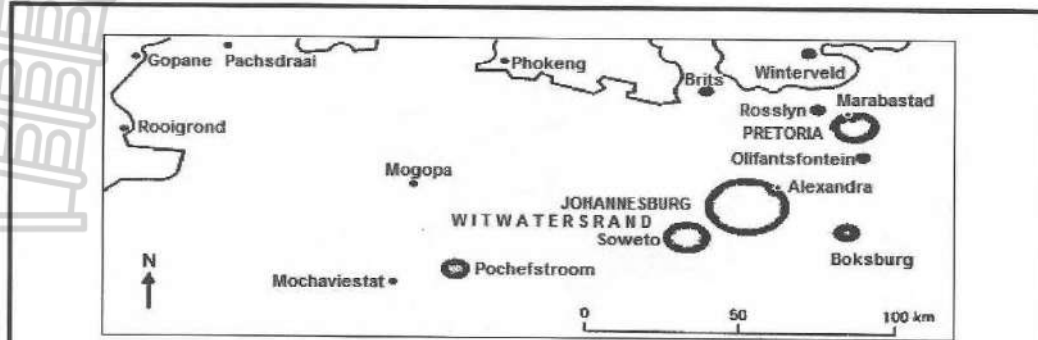 Gopane Pachsdraai
Phokeng
Brits
Winterveld
Rosslyn
Marabastad
PRETORIA
Rooigrond
Olifantsfontein
Mogopa
Alexandra
JOHANNESBURG
WITWATERSRAND
Soweto
Boksburg
N
Mochaviestat
Pochefstroom
0 50 100 km